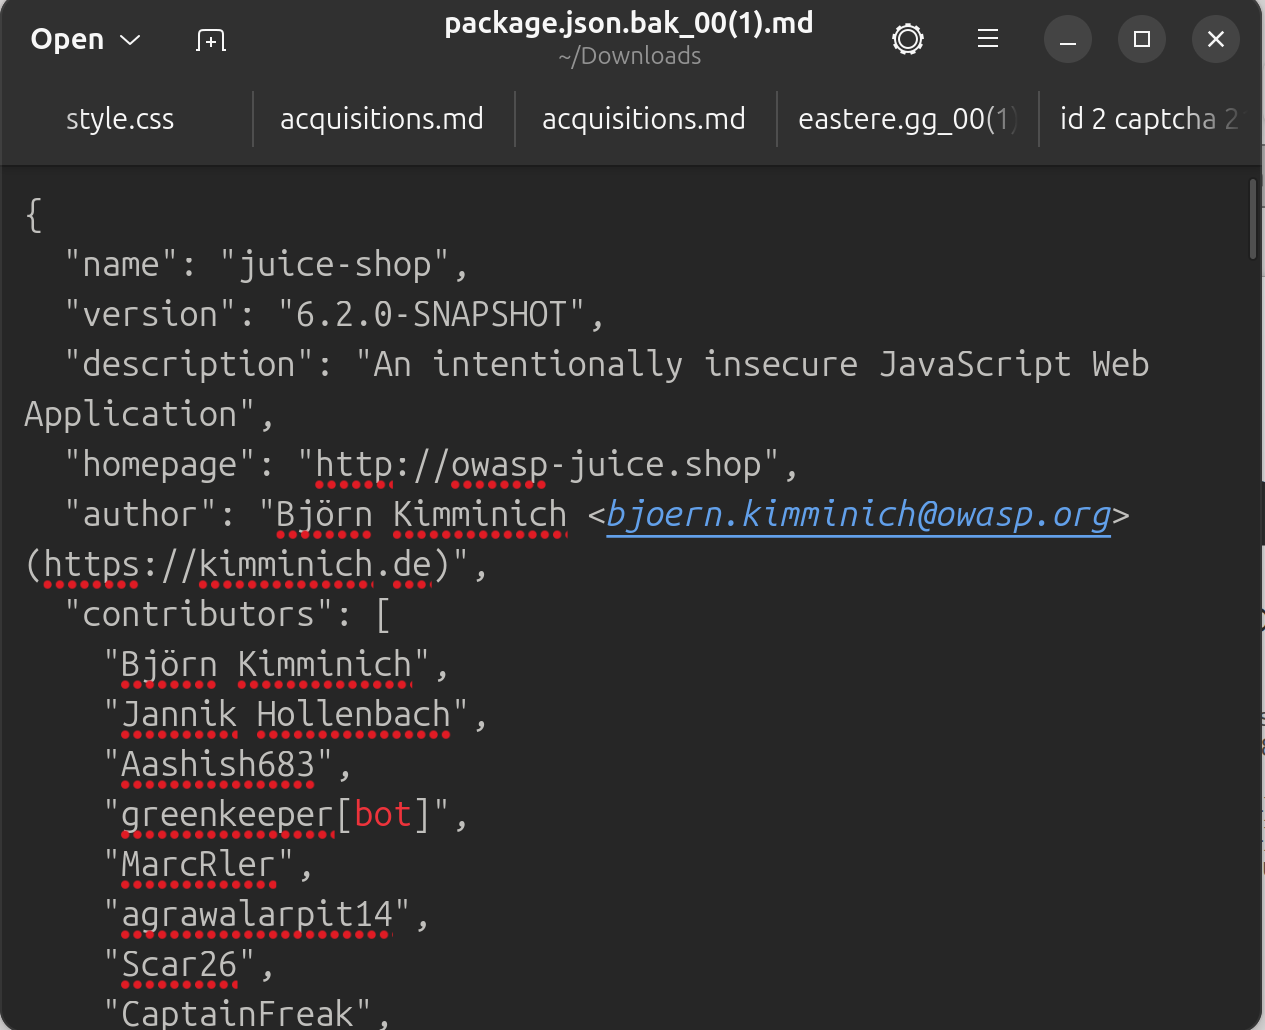 Open
package.json.bak_00(1).md
~/Downloads
style.css
acquisitions.md
acquisitions.md
eastere.gg_00(1)
id 2 captcha 2
{
"name": "juice-shop",
"version": "6.2.0-SNAPSHOT",
"description": "An intentionally insecure JavaScript Web
Application",
"homepage": "http://owasp-juice.shop",
"author": "Björn Kimminich <bjoern.kimminich@owasp.org>
(https://kimminich.de)",
"contributors": [
"Björn Kimminich",
"Jannik Hollenbach",
"Aashish683",
"greenkeeper[bot]",
"MarcRler",
"agrawalarpit14",
"Scar26",
"CaptainFreak",